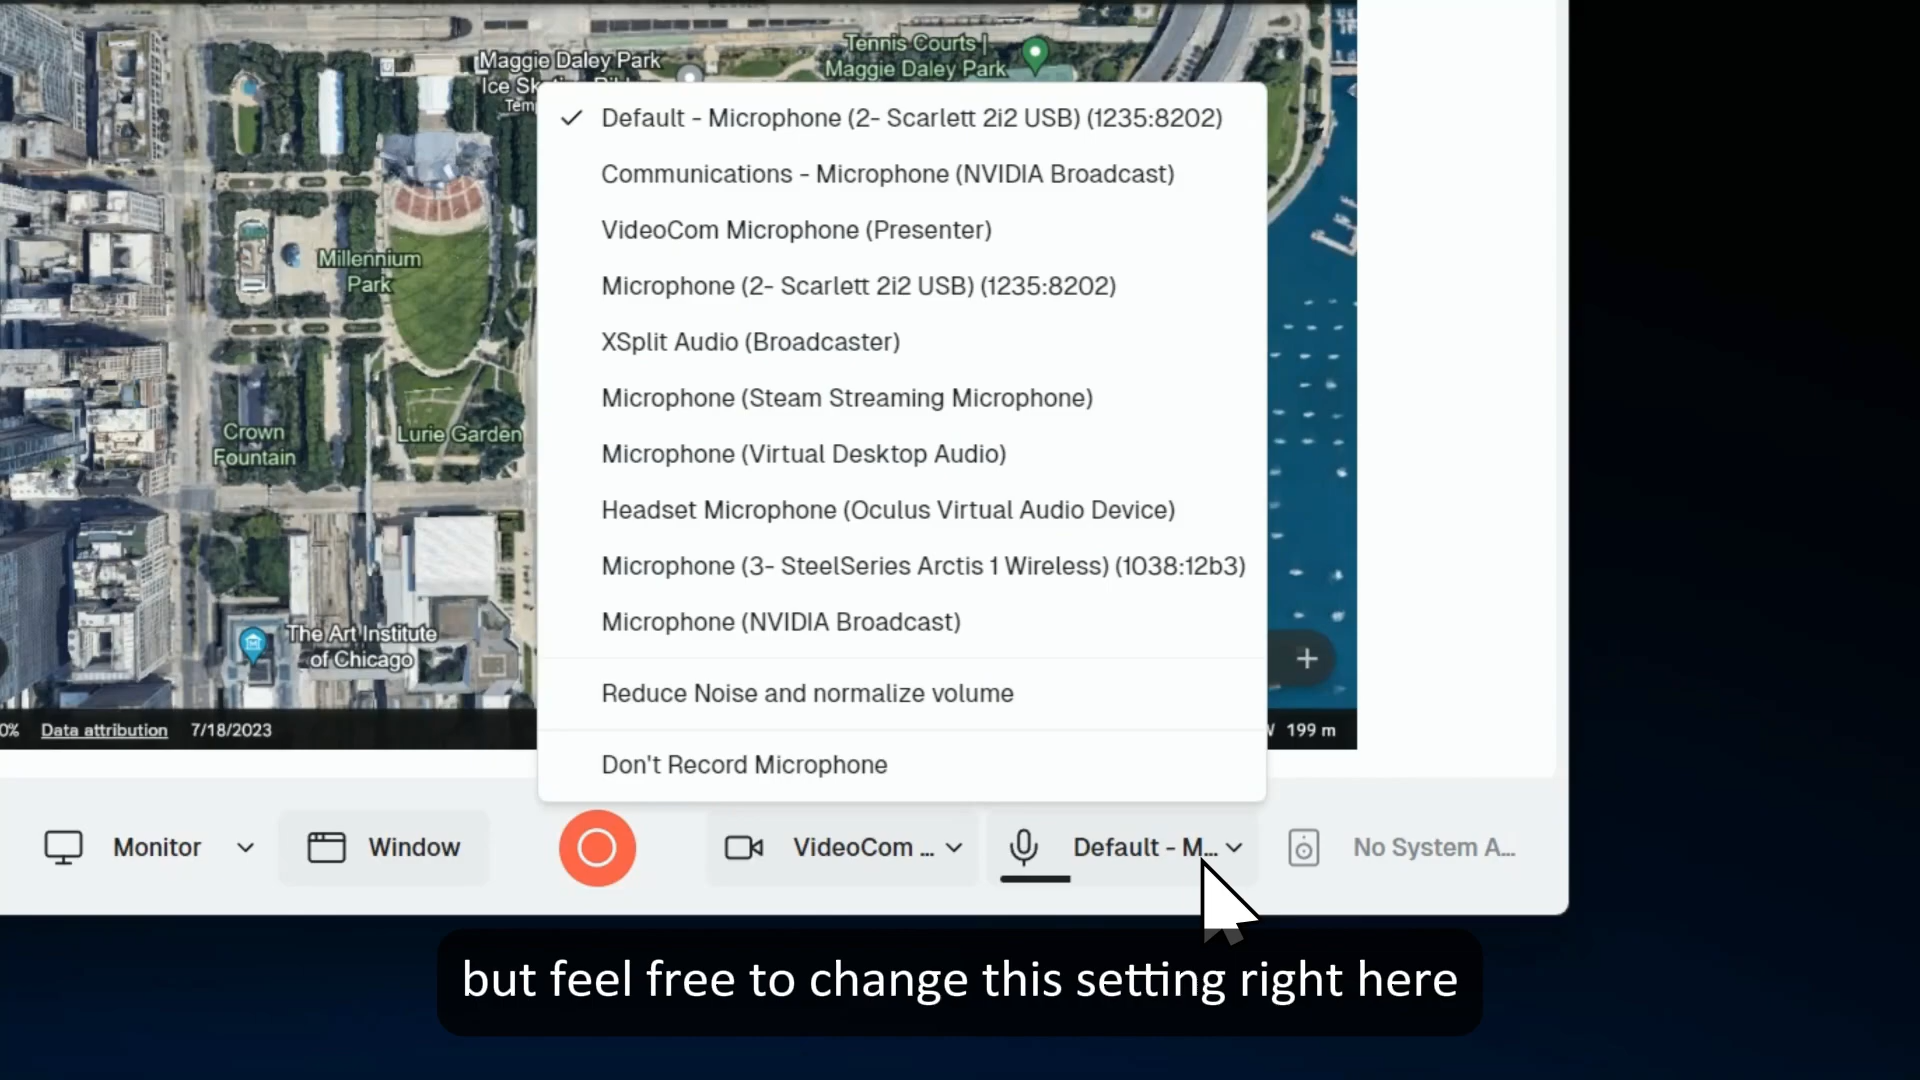 Maggie Daley Park
Ice
Tennis Courts |
Maggie Daley Park
Millennium
Park
Crown
Fountain
Lurie Garden
The Art Institute
of Chicago
0%
Data attribution
7/18/2023
199 m
Default - Microphone (2- Scarlett 2i2 USB) (1235:8202)
Communications - Microphone (NVIDIA Broadcast)
VideoCom Microphone (Presenter)
Microphone (2- Scarlett 2i2 USB) (1235:8202)
XSplit Audio (Broadcaster)
Microphone (Steam Streaming Microphone)
Microphone (Virtual Desktop Audio)
Headset Microphone (Oculus Virtual Audio Device)
Microphone (3- SteelSeries Arctis 1 Wireless) (1038:12b3)
Microphone (NVIDIA Broadcast)
Reduce Noise and normalize volume
Don't Record Microphone
Monitor
Window
VideoCom ...
Default - M...
No System A...
but feel free to change this setting right here